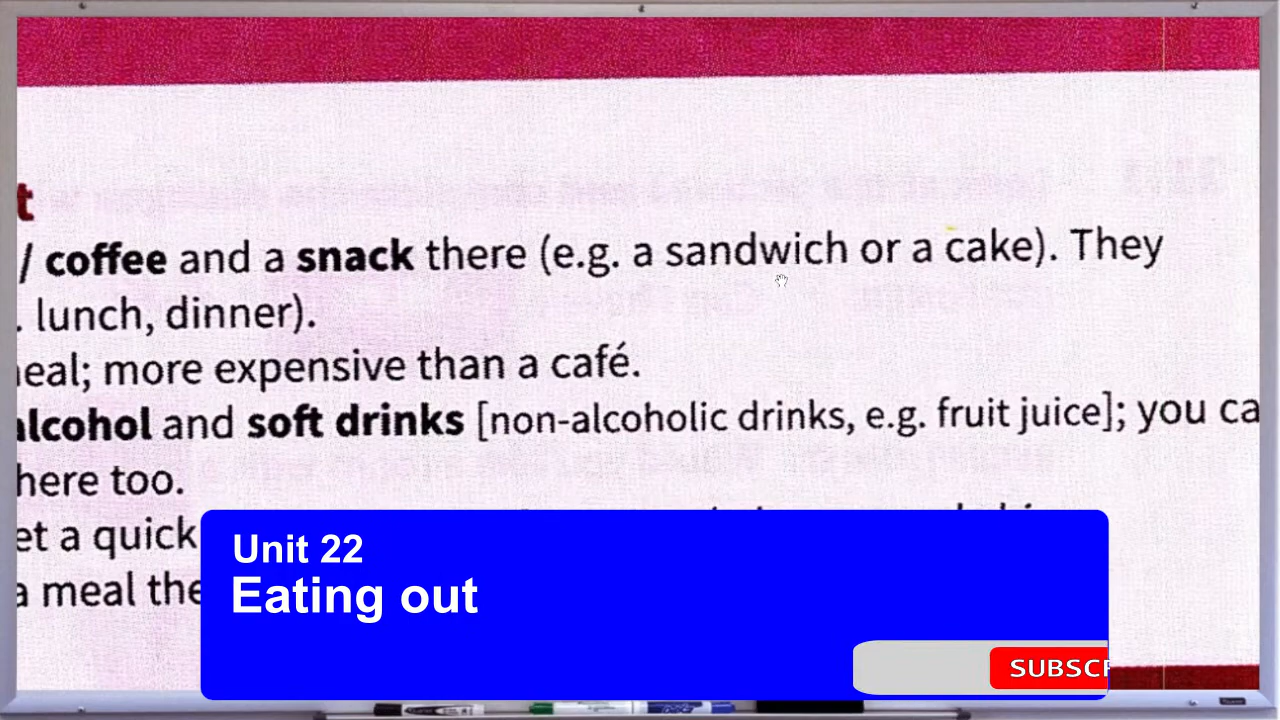 t
/ coffee and a snack there (e.g. a sandwich or a cake). They
. lunch, dinner).
eal; more expensive than a café.
alcohol and soft drinks [non-alcoholic drinks, e.g. fruit juice]; you ca
here too.
et a quick
a meal the
Unit 22
Eating out
SUBSC